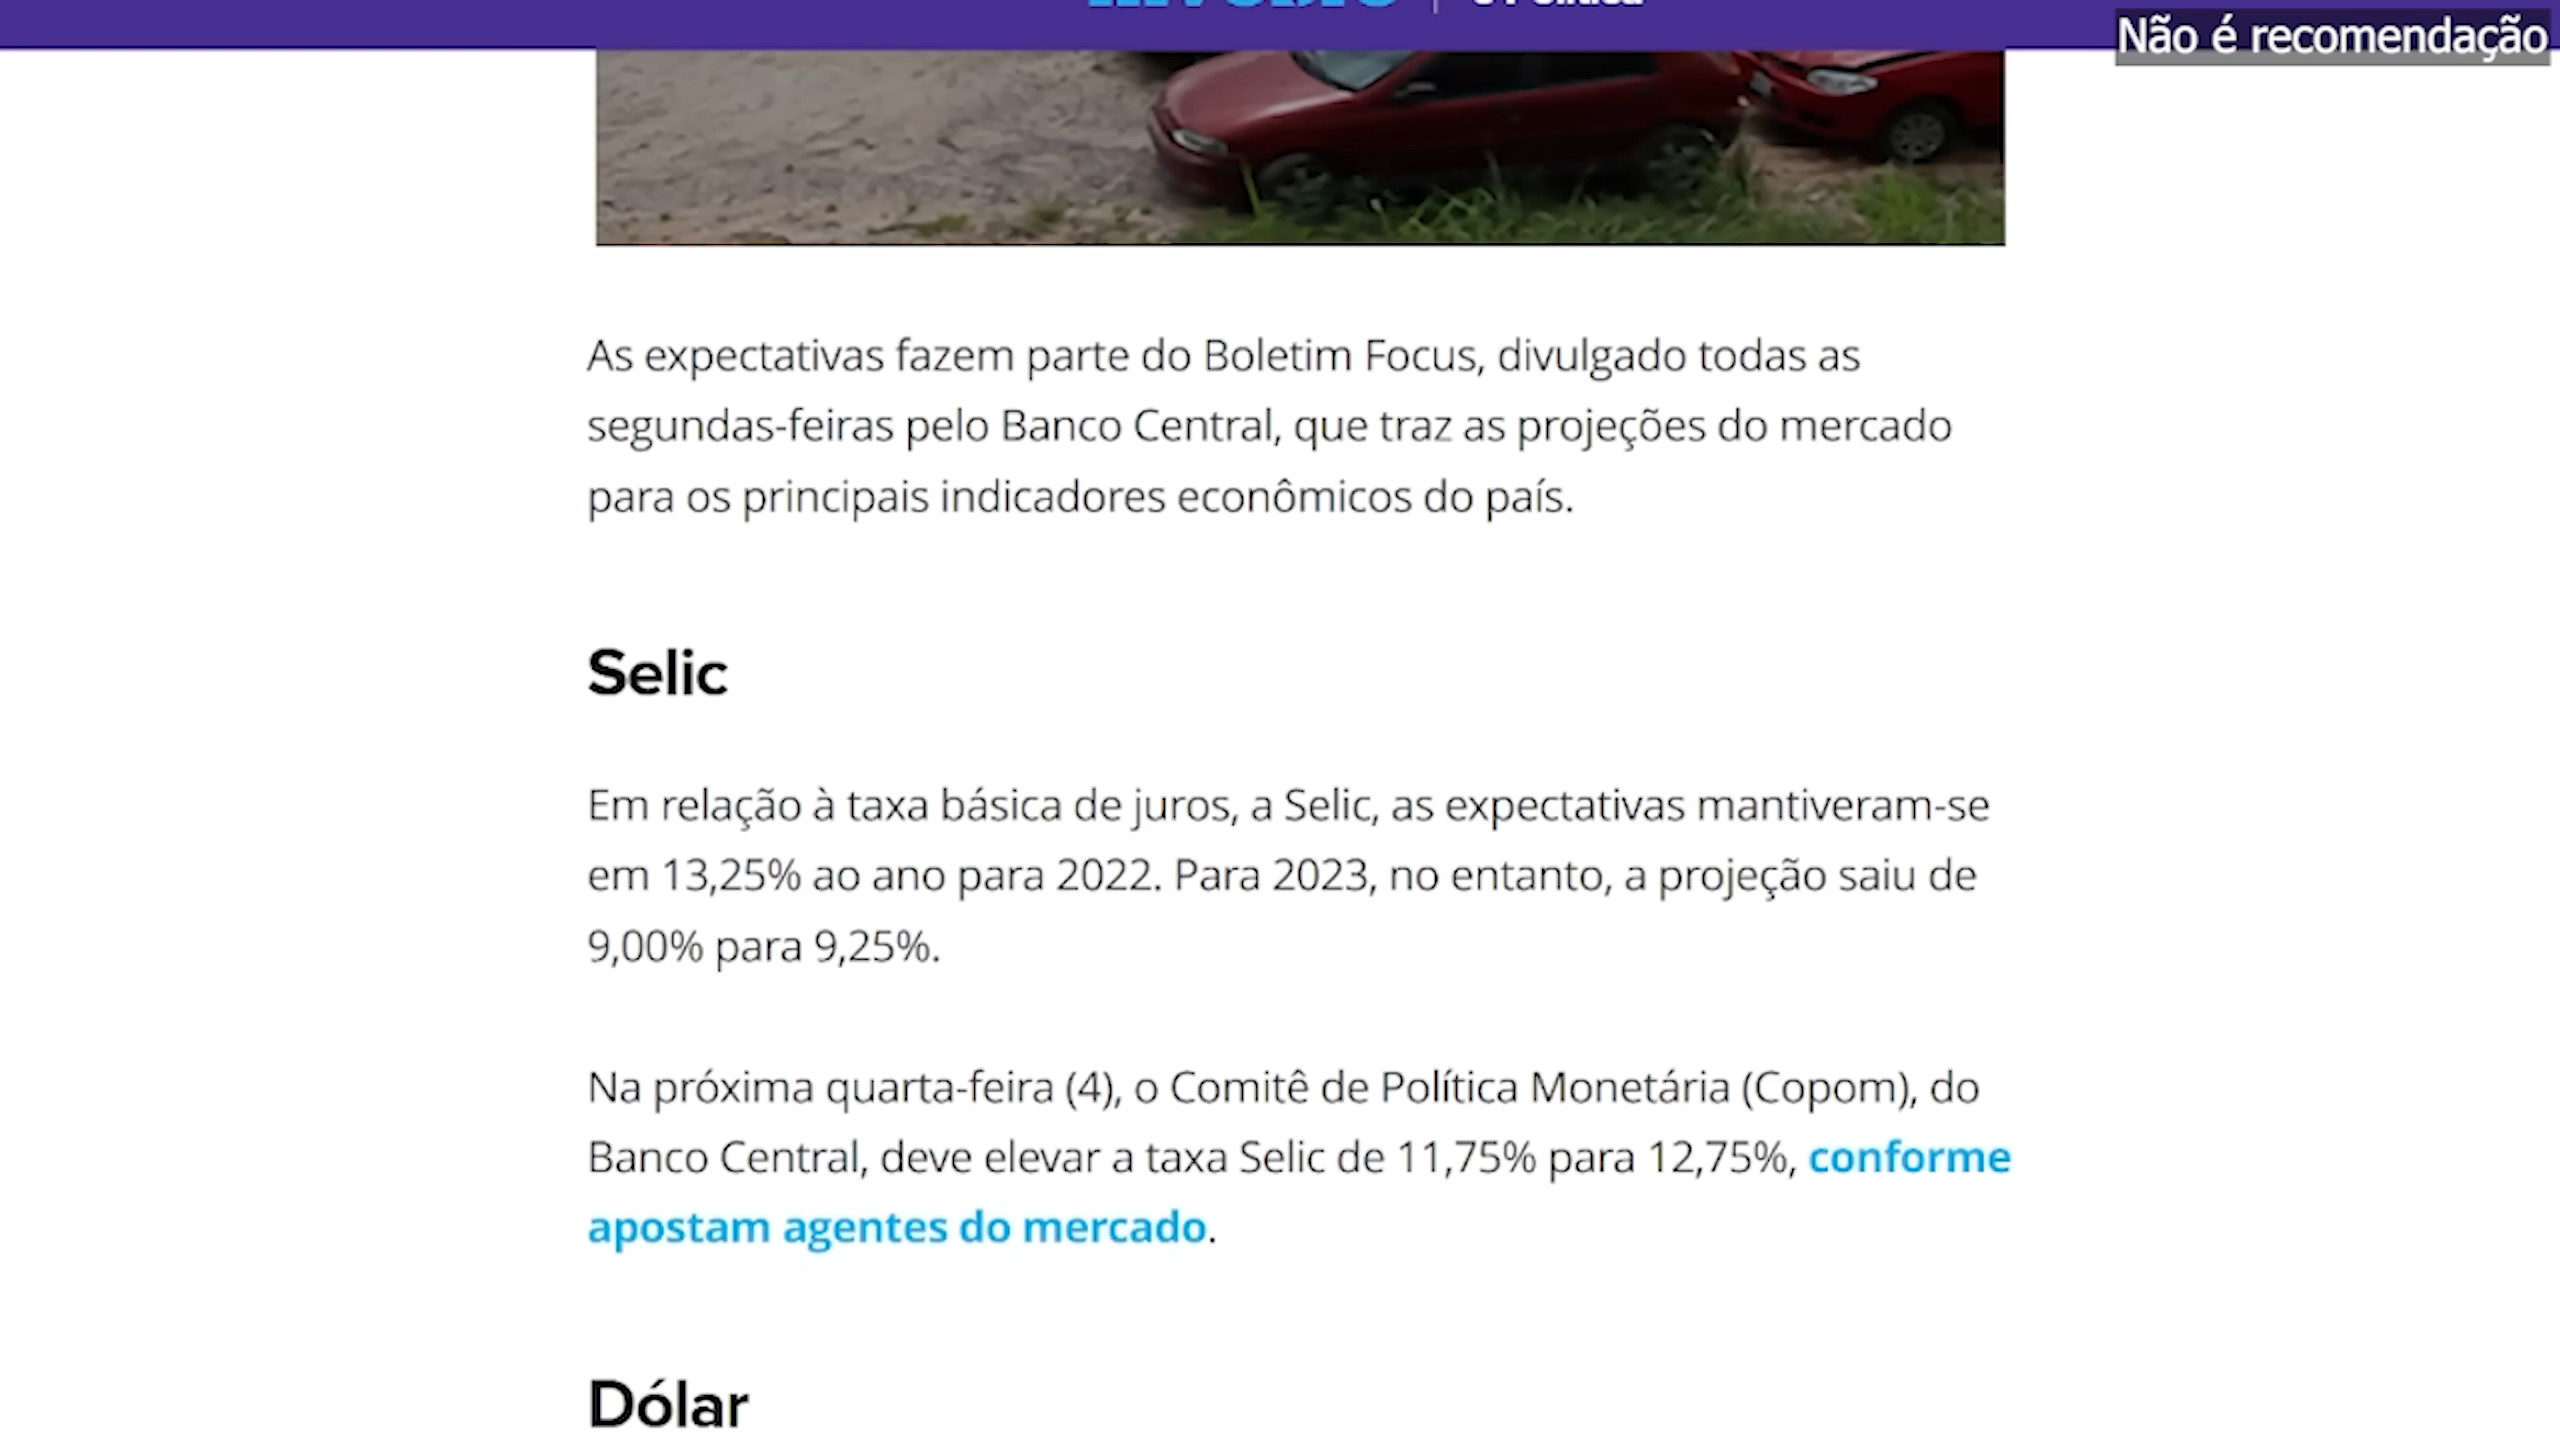 Não é recomendação
As expectativas fazem parte do Boletim Focus, divulgado todas as
segundas-feiras pelo Banco Central, que traz as projeções do mercado
para os principais indicadores econômicos do país.
Selic
Em relação à taxa básica de juros, a Selic, as expectativas mantiveram-se
em 13,25% ao ano para 2022. Para 2023, no entanto, a projeção saiu de
9,00% para 9,25%.
Na próxima quarta-feira (4), o Comitê de Política Monetária (Copom), do
Banco Central, deve elevar a taxa Selic de 11,75% para 12,75%, conforme
apostam agentes do mercado.
Dólar